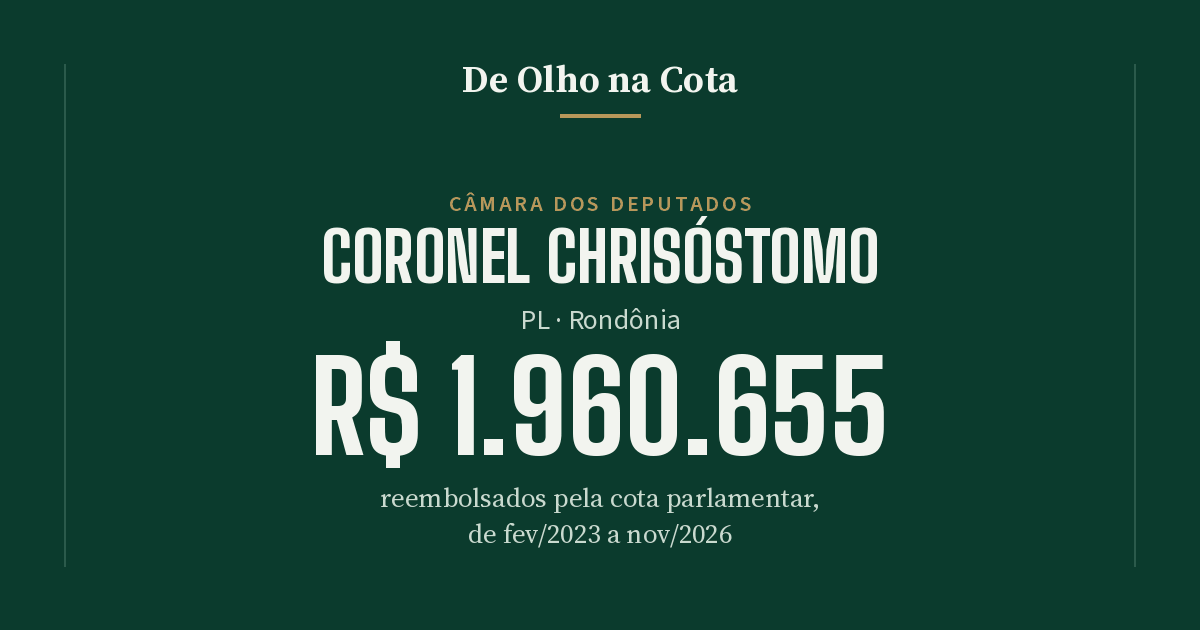 De Olho na Cota
CÂMARA DOS DEPUTADOS
CORONEL CHRISÓSTOMO
PL · Rondônia
R$ 1.960.655
reembolsados pela cota parlamentar,
de fev/2023 a nov/2026